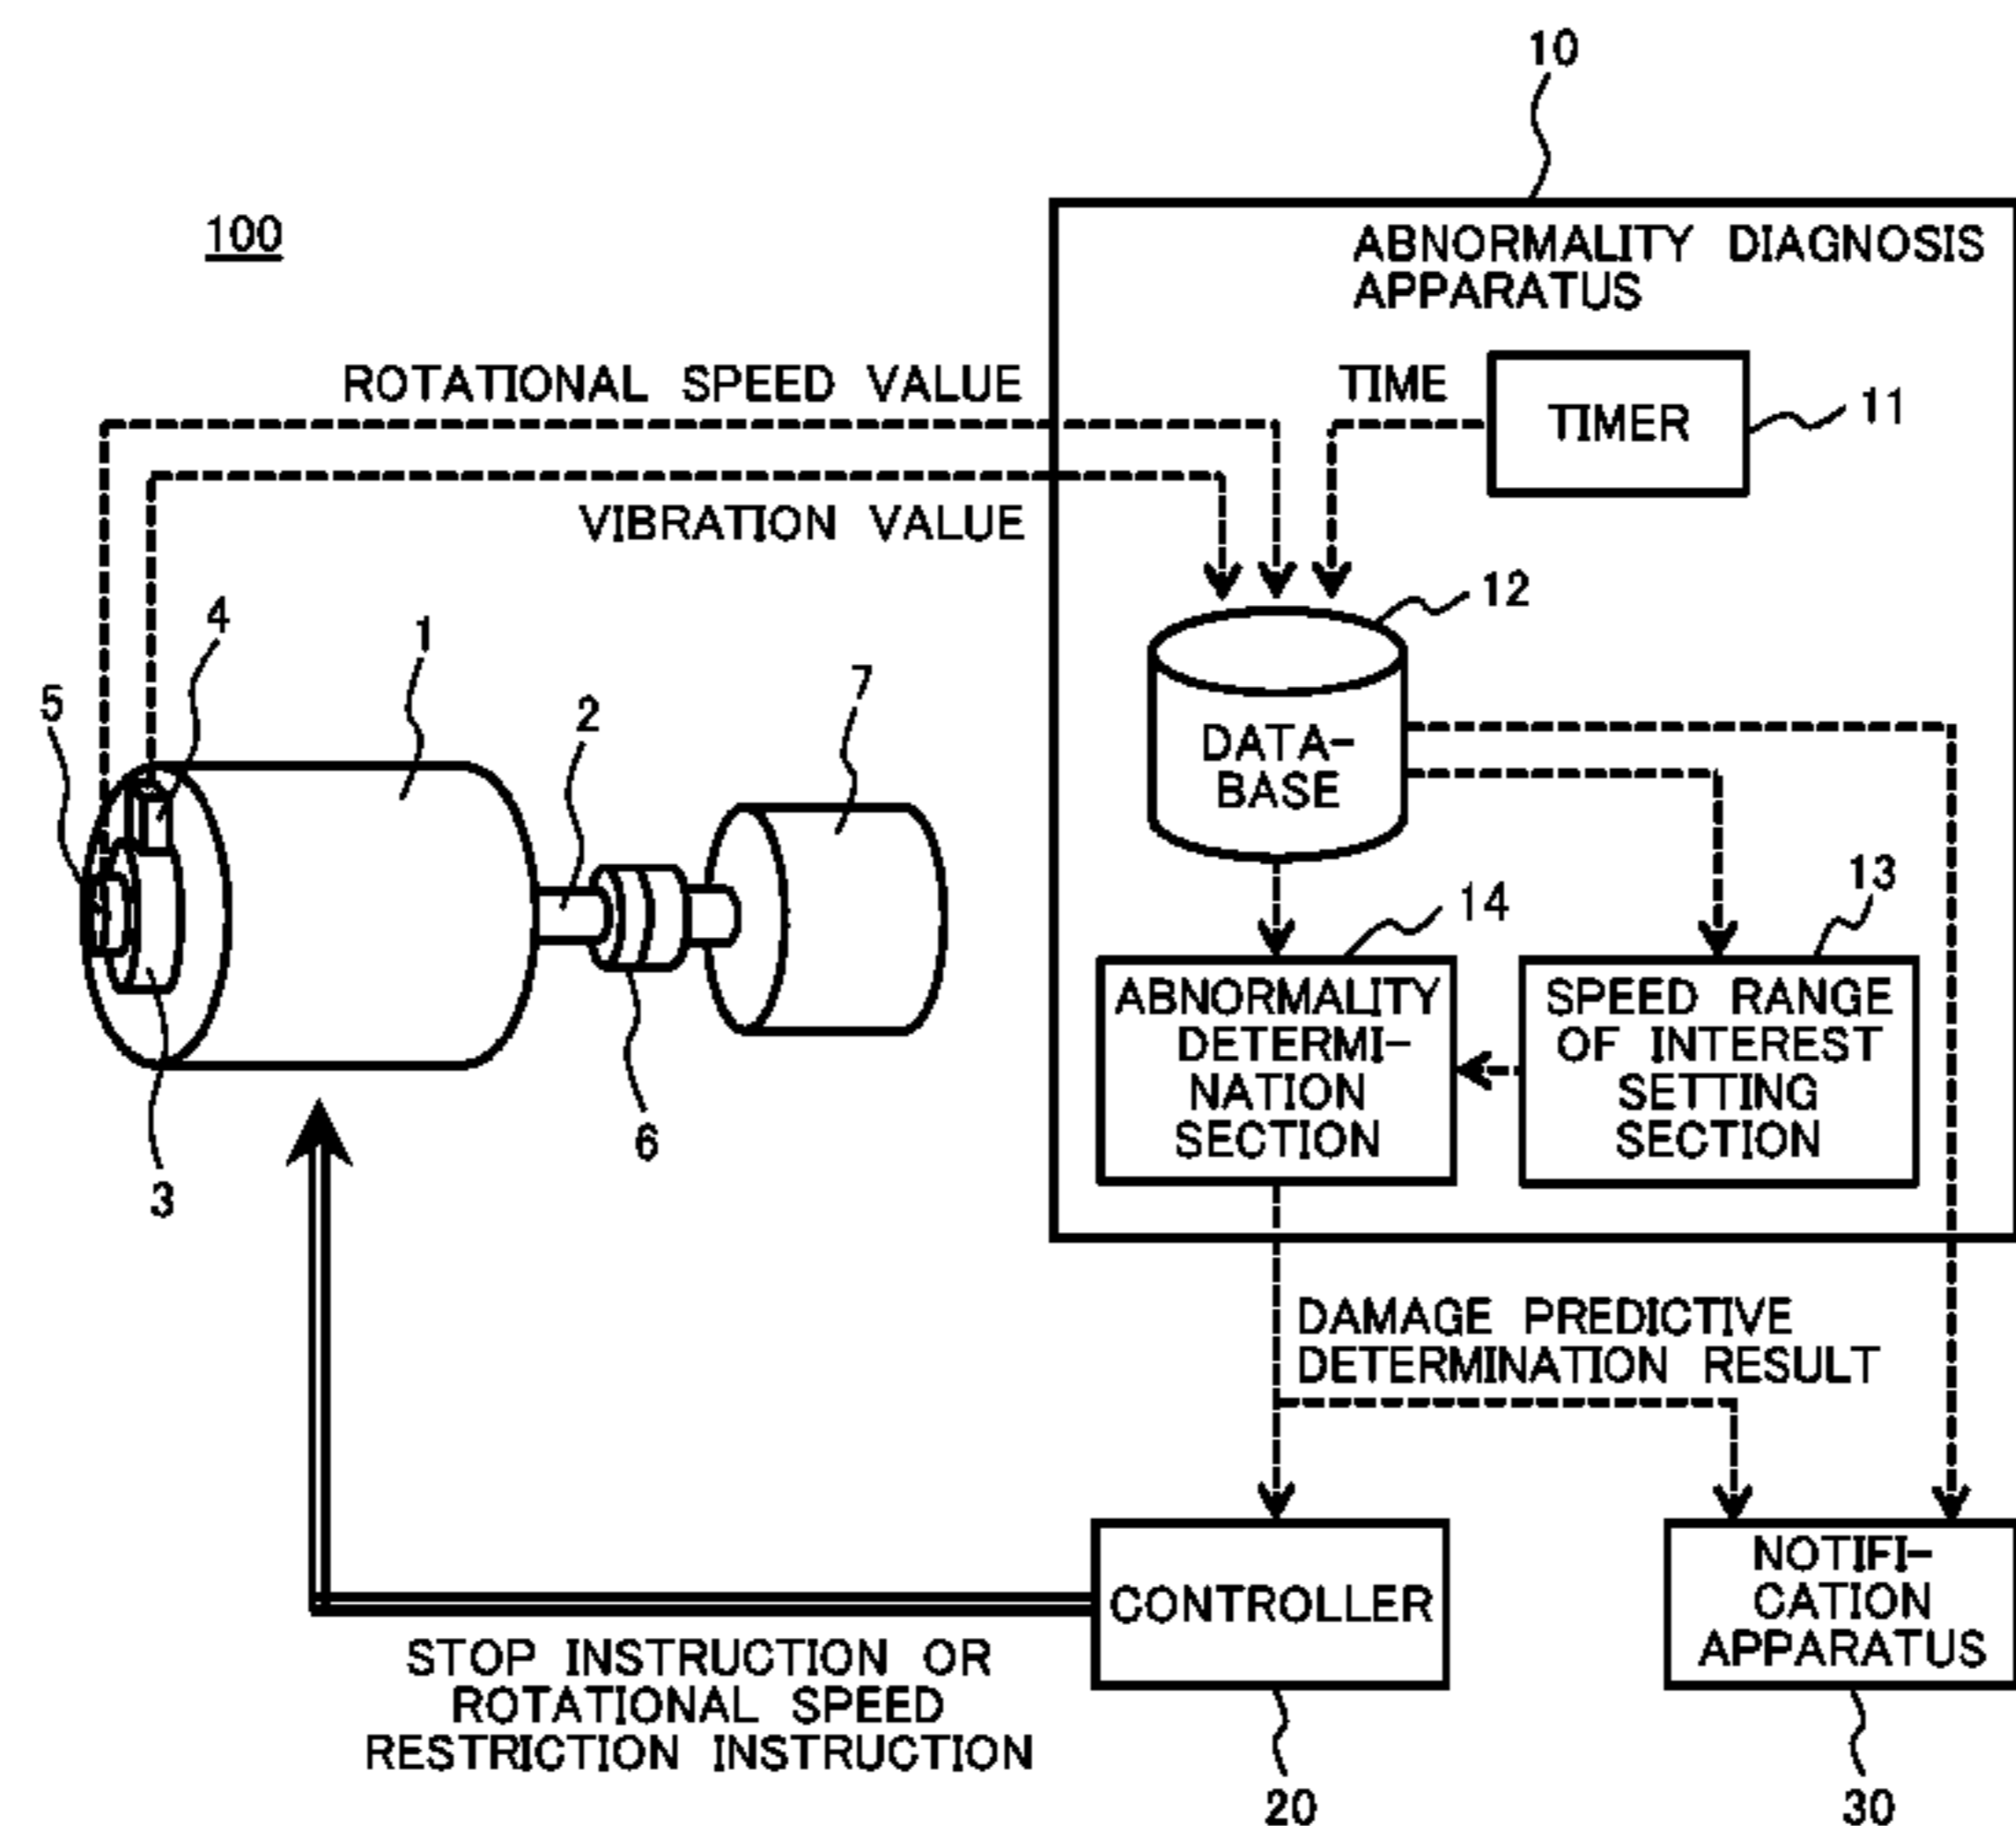 10
100
ABNORMALITY DIAGNOSIS
APPARATUS
ROTATIONAL SPEED VALUE
TIME
TIMER
11
VIBRATION VALUE
12
4
1
5
2
7
DATA-
BASE
14
13
ABNORMALITY
DETERMI-
NATION
SECTION
SPEED RANGE
OF INTEREST
SETTING
SECTION
6
3
DAMAGE PREDICTIVE
DETERMINATION RESULT
CONTROLLER
NOTIFI-
CATION
APPARATUS
STOP INSTRUCTION OR
ROTATIONAL SPEED
RESTRICTION INSTRUCTION
20
30